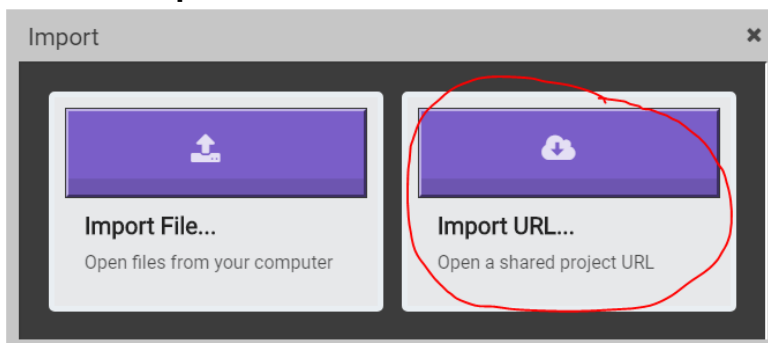 Import
Import File...
Open files from your computer
Import URL...
Open a shared project URL